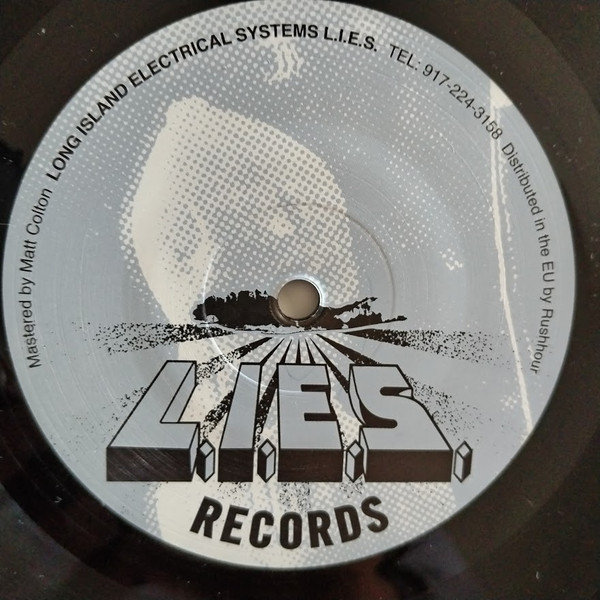 Mastered by Matt Colton LONG ISLAND ELECTRICAL SYSTEMS L.I.E.S. TEL: 917-224-3158 Distributed in the EU by Rushhour
L.I.E.S.
RECORDS